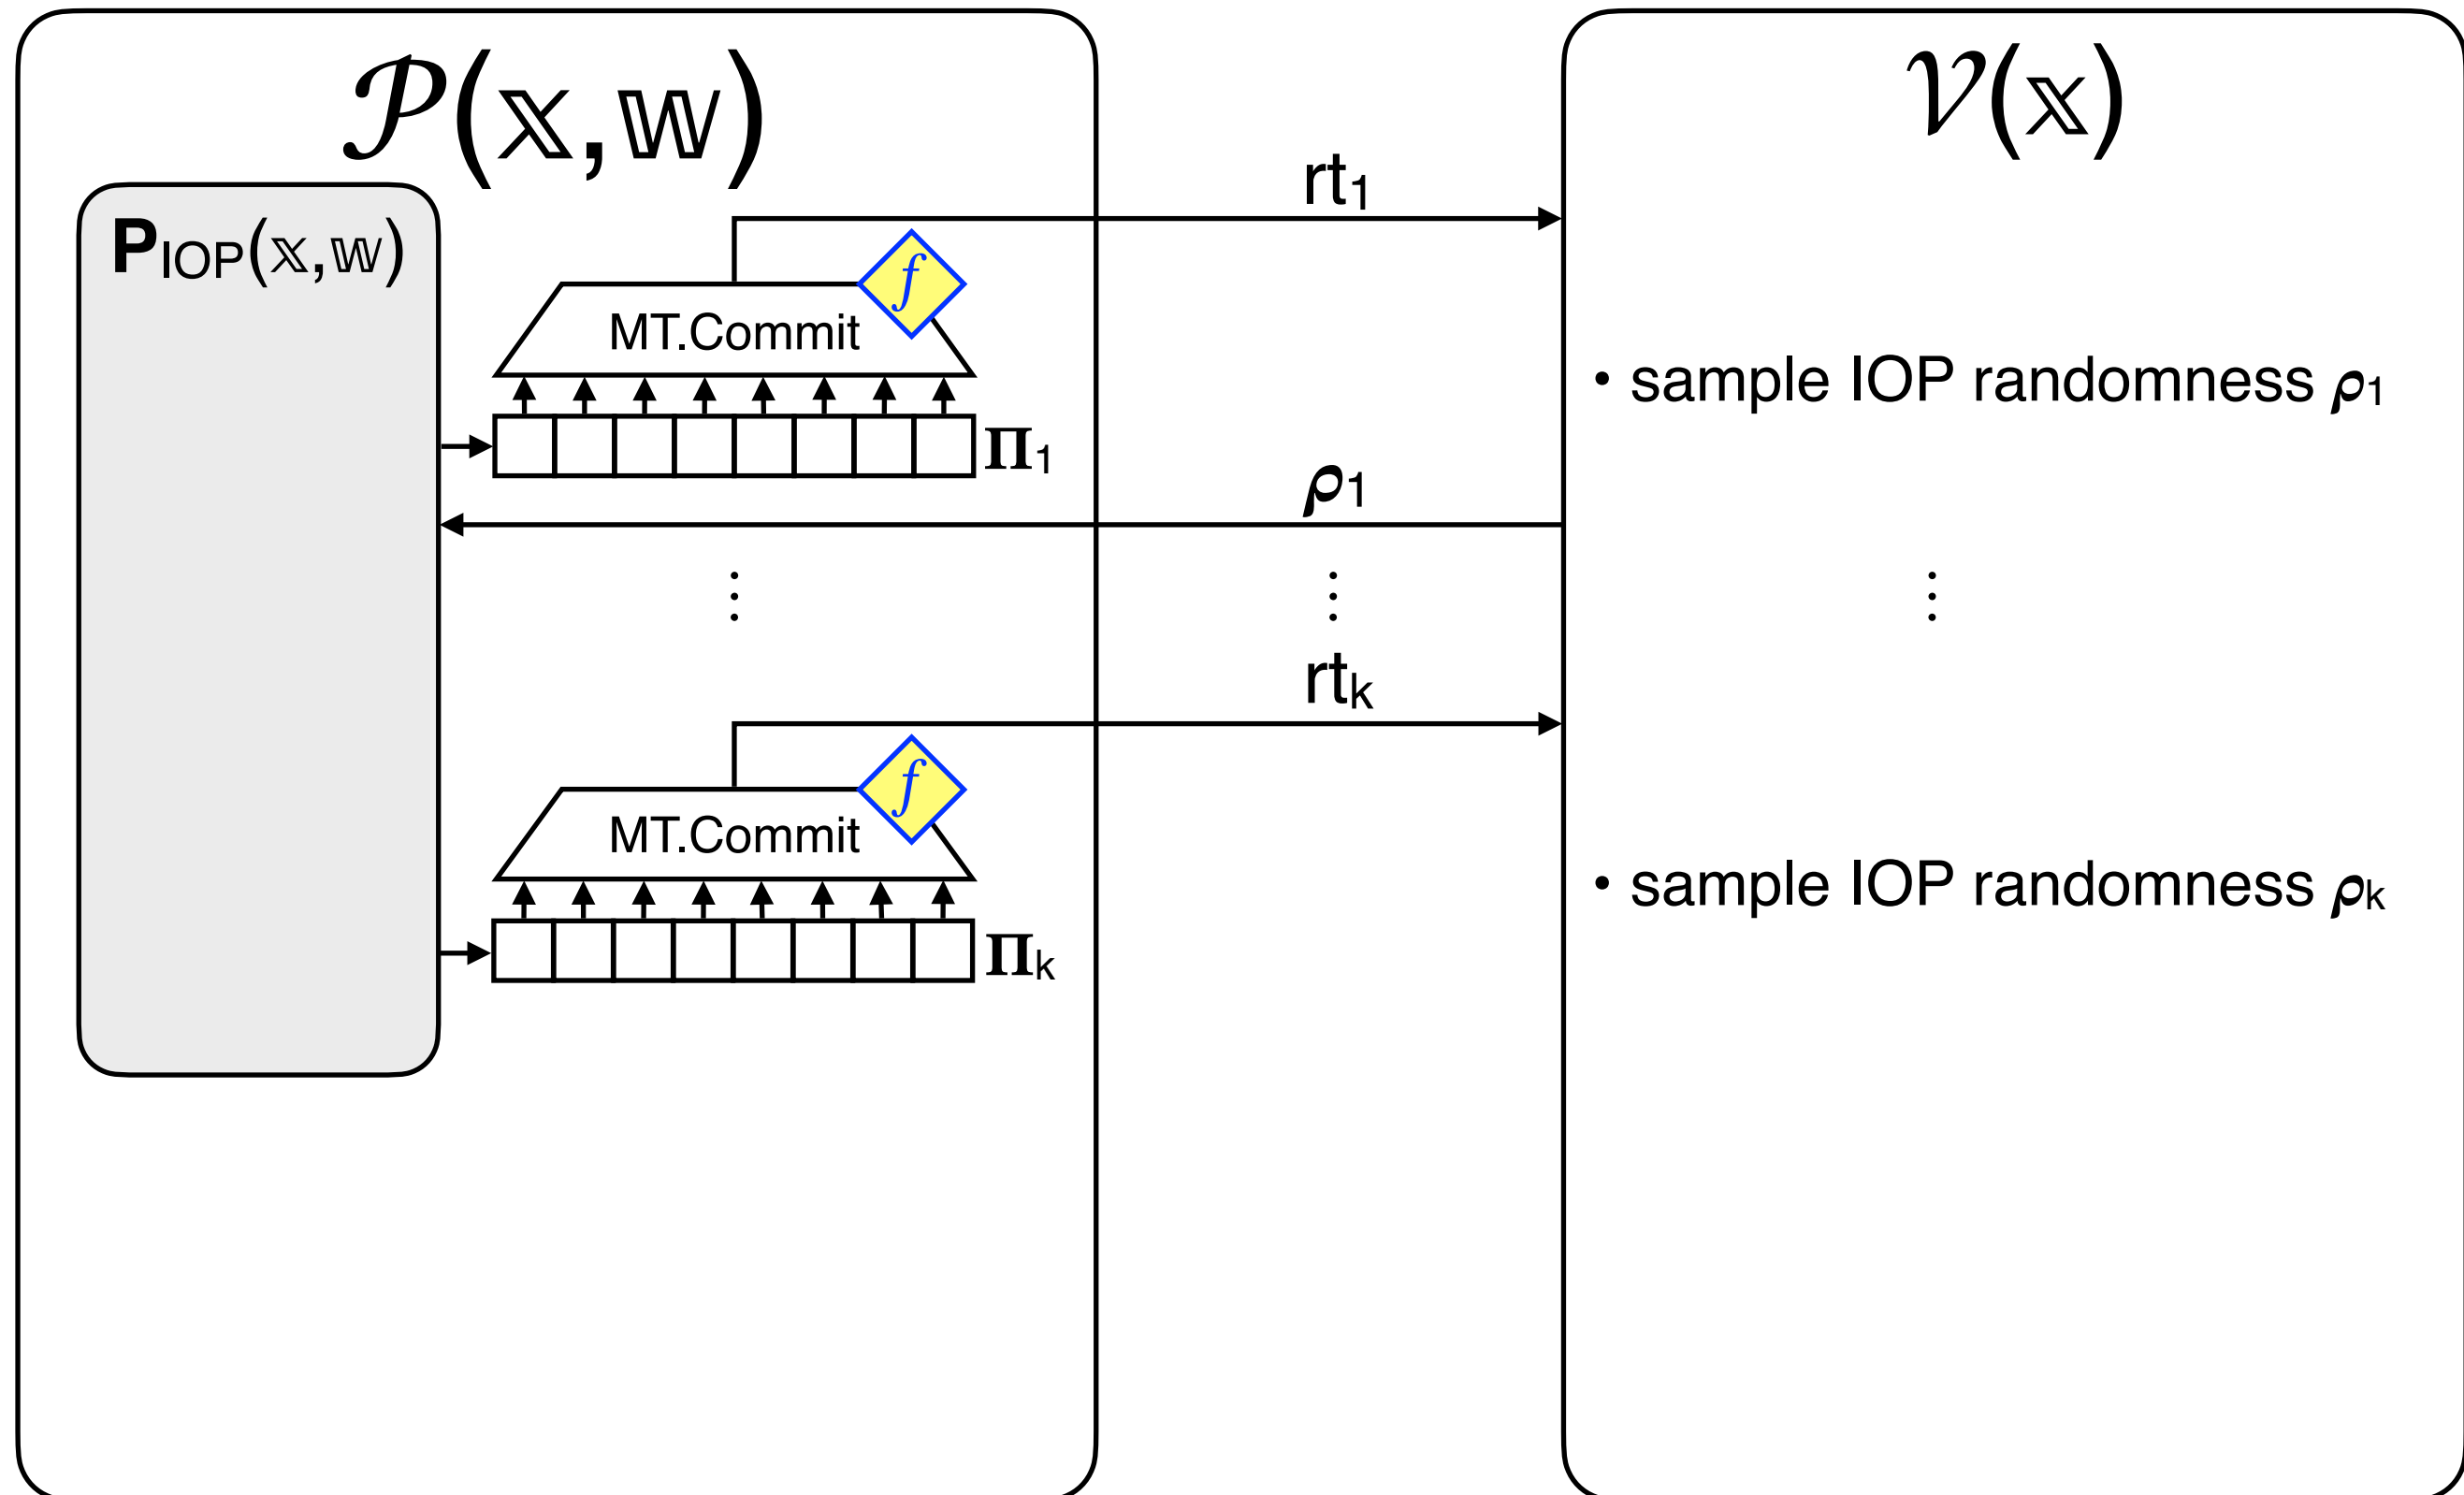 𝒫(𝕩,𝕨)
𝒱(𝕩)
P_IOP(𝕩,𝕨)
rt₁
f
MT.Commit
• sample IOP randomness ρ₁
Π₁
ρ₁
⋮ ⋮ ⋮
rtₖ
f
MT.Commit
• sample IOP randomness ρₖ
Πₖ